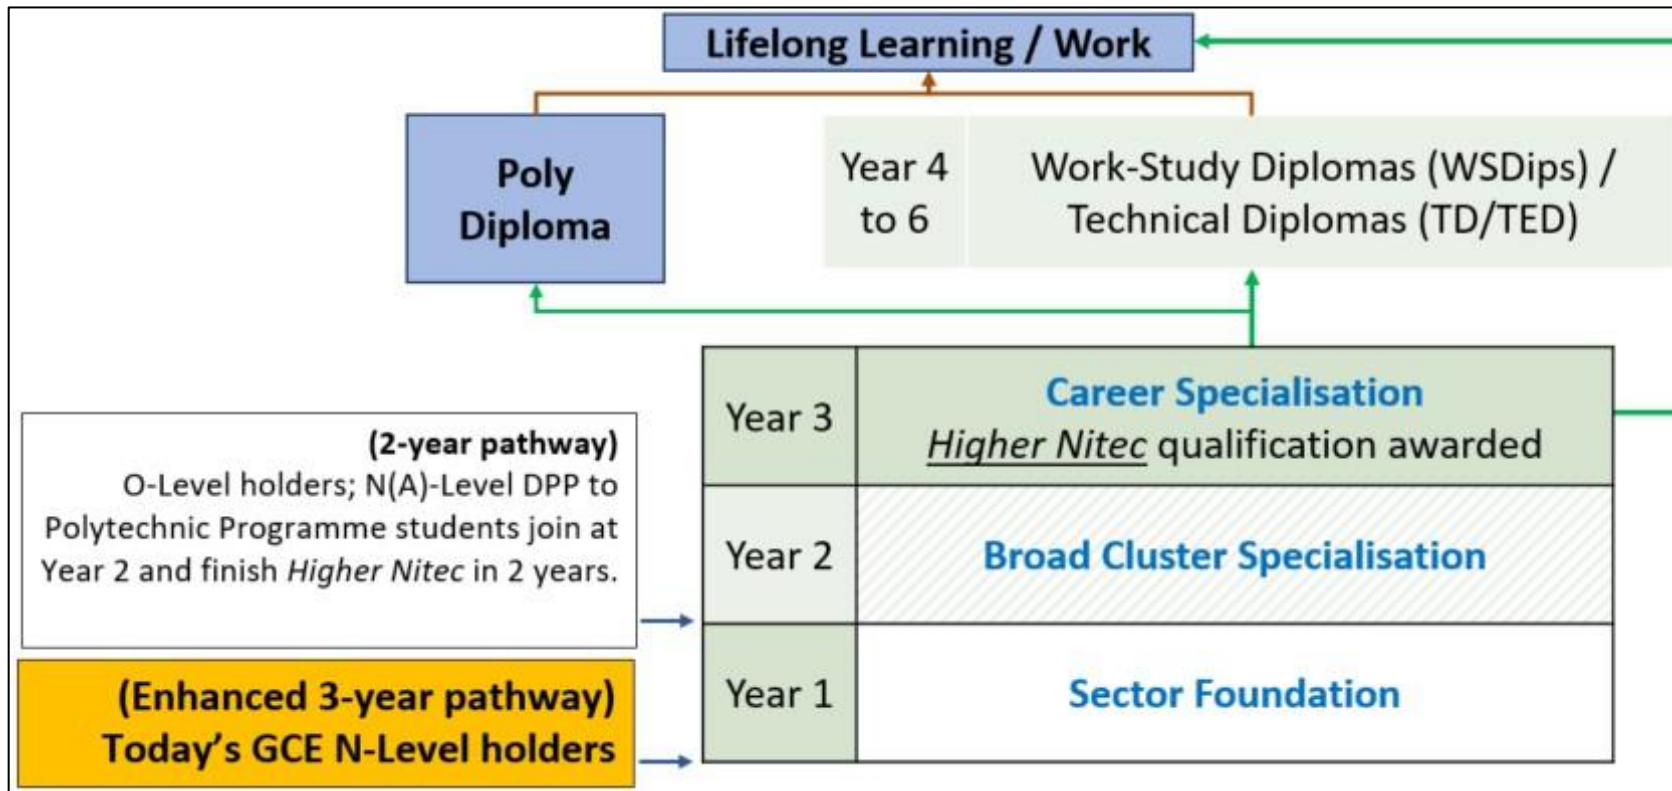 Lifelong Learning / Work
Poly
Diploma
Year 4
to 6
Work-Study Diplomas (WSDips) /
Technical Diplomas (TD/TED)
Year 3
Career Specialisation
Higher Nitec qualification awarded
(2-year pathway)
O-Level holders; N(A)-Level DPP to
Polytechnic Programme students join at
Year 2 and finish Higher Nitec in 2 years.
Year 2
Broad Cluster Specialisation
(Enhanced 3-year pathway)
Today's GCE N-Level holders
Year 1
Sector Foundation